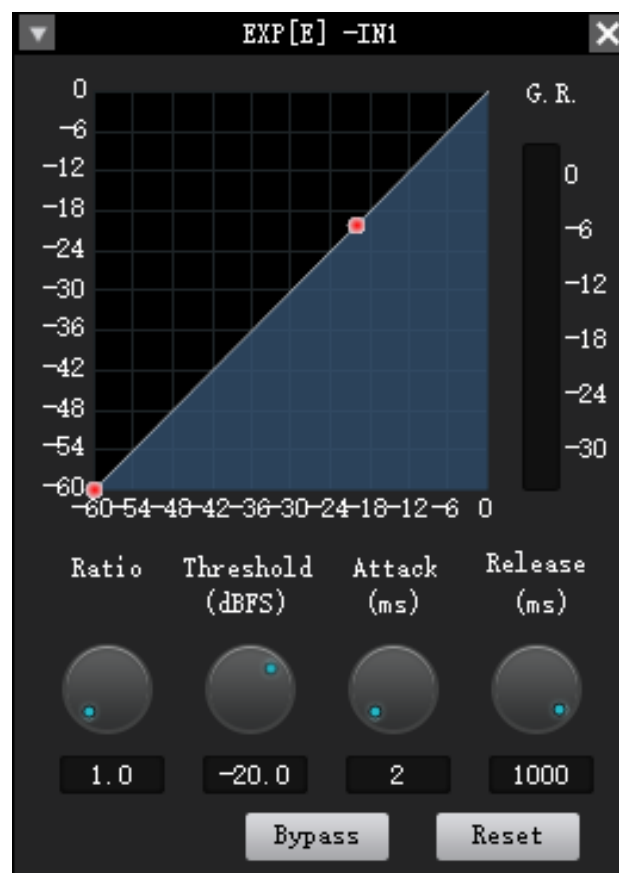 EXP[E] -IN1
0
-6
-12
-18
-24
-30
-36
-42
-48
-54
-60
-60-54-48-42-36-30-24-18-12-6 0
G.R.
0
-6
-12
-18
-24
-30
Ratio
Threshold
(dBFS)
Attack
(ms)
Release
(ms)
1.0
-20.0
2
1000
Bypass
Reset